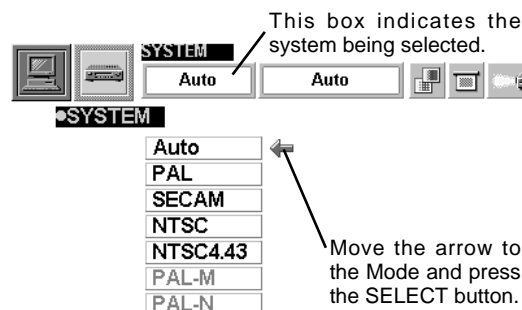 This box indicates the
system being selected.
SYSTEM
Auto Auto
●SYSTEM
Auto
PAL
SECAM
NTSC
NTSC4.43
PAL-M
PAL-N
Move the arrow to
the Mode and press
the SELECT button.